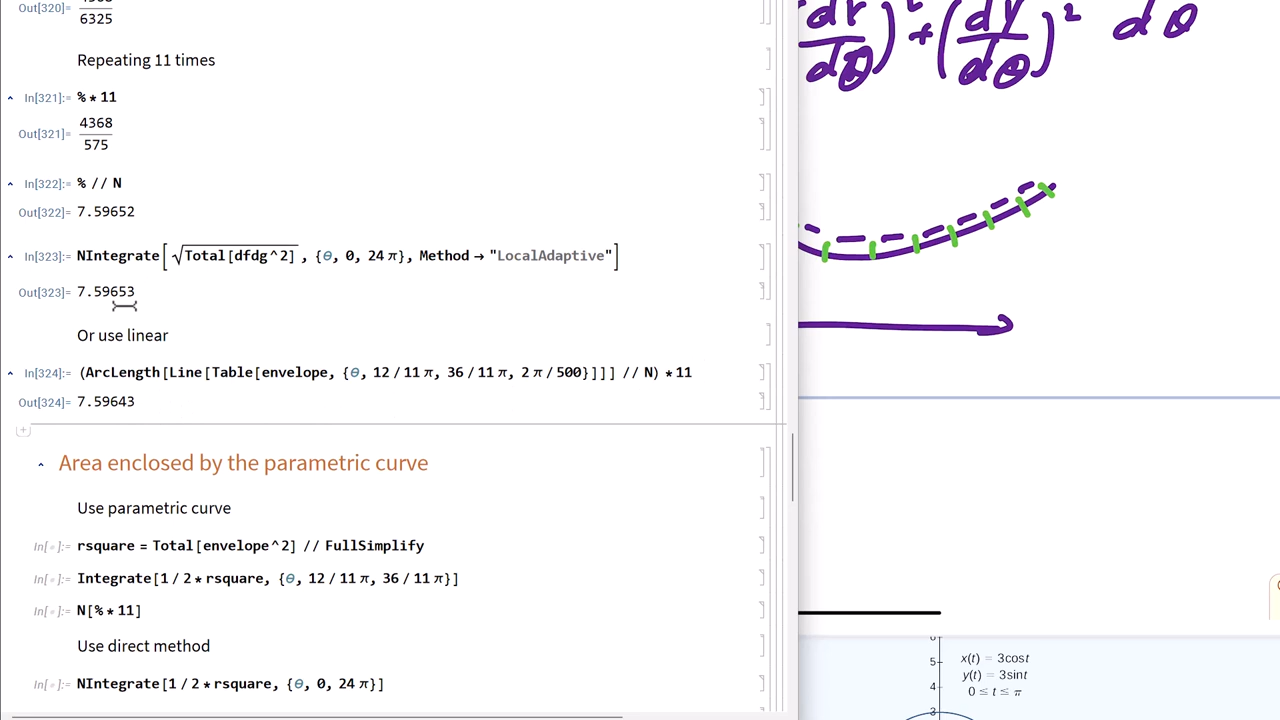 Out[320]= 4368
6325
Repeating 11 times
In[321]:= % * 11
Out[321]= 4368
575
In[322]:= % // N
Out[322]= 7.59652
In[323]:= NIntegrate[√Total[dfdg^2], {θ, 0, 24 π}, Method → "LocalAdaptive"]
Out[323]= 7.59653
Or use linear
In[324]:= (ArcLength[Line[Table[envelope, {θ, 12/11 π, 36/11 π, 2 π/500}]]] // N) * 11
Out[324]= 7.59643
Area enclosed by the parametric curve
Use parametric curve
In[ ]:= rsquare = Total[envelope^2] // FullSimplify
In[ ]:= Integrate[1/2 * rsquare, {θ, 12/11 π, 36/11 π}]
In[ ]:= N[% * 11]
Use direct method
In[ ]:= NIntegrate[1/2 * rsquare, {θ, 0, 24 π}]
+ (dy/dθ)² dθ
5
4
3
x(t) = 3cost
y(t) = 3sint
0 ≤ t ≤ π